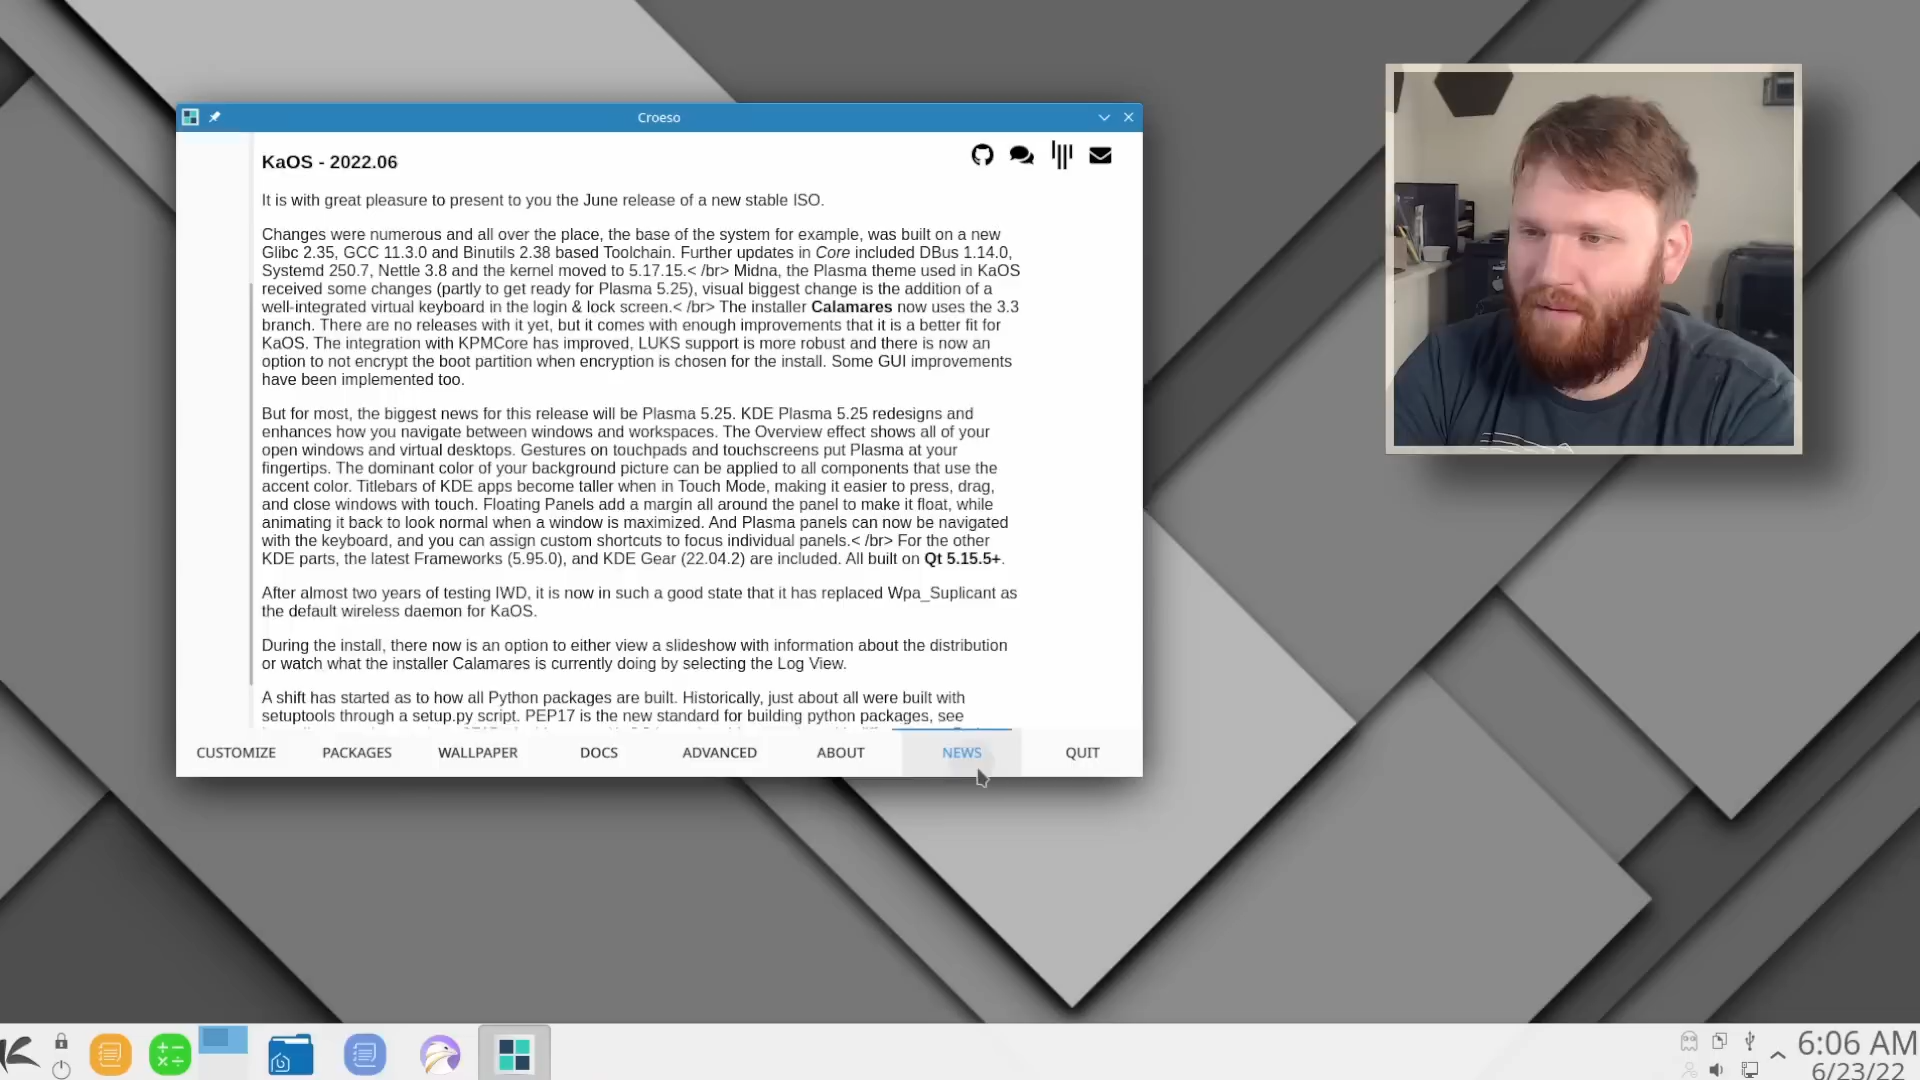 Croeso
KaOS - 2022.06
It is with great pleasure to present to you the June release of a new stable ISO.
Changes were numerous and all over the place, the base of the system for example, was built on a new
Glibc 2.35, GCC 11.3.0 and Binutils 2.38 based Toolchain. Further updates in Core included DBus 1.14.0,
Systemd 250.7, Nettle 3.8 and the kernel moved to 5.17.15.< /br> Midna, the Plasma theme used in KaOS
received some changes (partly to get ready for Plasma 5.25), visual biggest change is the addition of a
well-integrated virtual keyboard in the login & lock screen.< /br> The installer Calamares now uses the 3.3
branch. There are no releases with it yet, but it comes with enough improvements that it is a better fit for
KaOS. The integration with KPMCore has improved, LUKS support is more robust and there is now an
option to not encrypt the boot partition when encryption is chosen for the install. Some GUI improvements
have been implemented too.
But for most, the biggest news for this release will be Plasma 5.25. KDE Plasma 5.25 redesigns and
enhances how you navigate between windows and workspaces. The Overview effect shows all of your
open windows and virtual desktops. Gestures on touchpads and touchscreens put Plasma at your
fingertips. The dominant color of your background picture can be applied to all components that use the
accent color. Titlebars of KDE apps become taller when in Touch Mode, making it easier to press, drag,
and close windows with touch. Floating Panels add a margin all around the panel to make it float, while
animating it back to look normal when a window is maximized. And Plasma panels can now be navigated
with the keyboard, and you can assign custom shortcuts to focus individual panels.< /br> For the other
KDE parts, the latest Frameworks (5.95.0), and KDE Gear (22.04.2) are included. All built on Qt 5.15.5+.
After almost two years of testing IWD, it is now in such a good state that it has replaced Wpa_Suplicant as
the default wireless daemon for KaOS.
During the install, there now is an option to either view a slideshow with information about the distribution
or watch what the installer Calamares is currently doing by selecting the Log View.
A shift has started as to how all Python packages are built. Historically, just about all were built with
setuptools through a setup.py script. PEP17 is the new standard for building python packages, see
CUSTOMIZE PACKAGES WALLPAPER DOCS ADVANCED ABOUT NEWS QUIT
6:06 AM
6/23/22